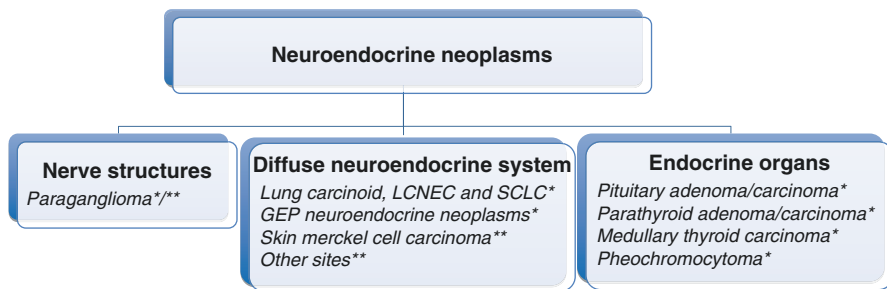 Neuroendocrine neoplasms
Nerve structures
Paraganglioma*/**
Diffuse neuroendocrine system
Lung carcinoid, LCNEC and SCLC*
GEP neuroendocrine neoplasms*
Skin merckel cell carcinoma**
Other sites**
Endocrine organs
Pituitary adenoma/carcinoma*
Parathyroid adenoma/carcinoma*
Medullary thyroid carcinoma*
Pheochromocytoma*